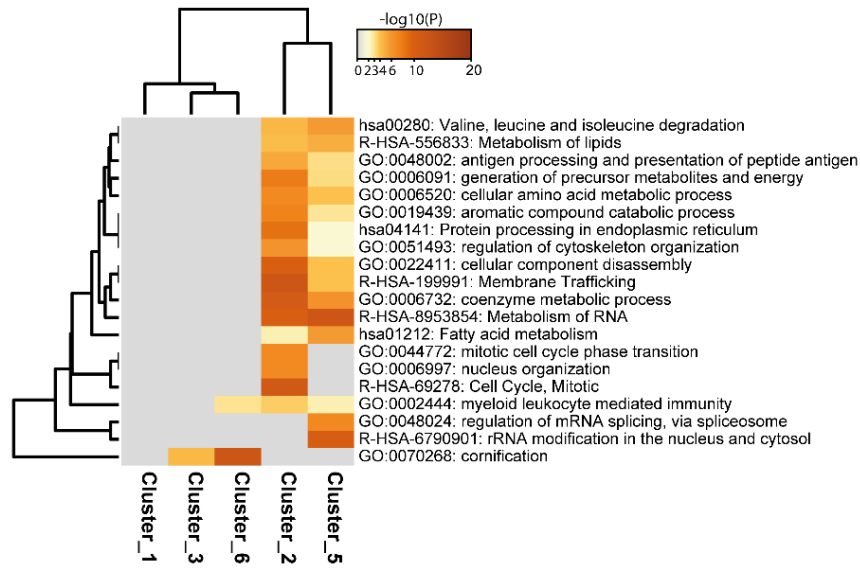 -log10(P)
0 2 3 4 6 10 20
hsa00280: Valine, leucine and isoleucine degradation
R-HSA-556833: Metabolism of lipids
GO:0048002: antigen processing and presentation of peptide antigen
GO:0006091: generation of precursor metabolites and energy
GO:0006520: cellular amino acid metabolic process
GO:0019439: aromatic compound catabolic process
hsa04141: Protein processing in endoplasmic reticulum
GO:0051493: regulation of cytoskeleton organization
GO:0022411: cellular component disassembly
R-HSA-199991: Membrane Trafficking
GO:0006732: coenzyme metabolic process
R-HSA-8953854: Metabolism of RNA
hsa01212: Fatty acid metabolism
GO:0044772: mitotic cell cycle phase transition
GO:0006997: nucleus organization
R-HSA-69278: Cell Cycle, Mitotic
GO:0002444: myeloid leukocyte mediated immunity
GO:0048024: regulation of mRNA splicing, via spliceosome
R-HSA-6790901: rRNA modification in the nucleus and cytosol
GO:0070268: cornification
Cluster_1
Cluster_3
Cluster_6
Cluster_2
Cluster_5